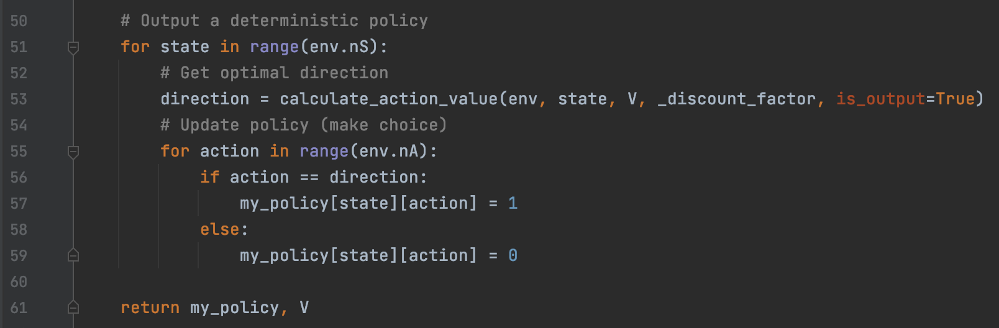 50 # Output a deterministic policy
51 for state in range(env.nS):
52 # Get optimal direction
53 direction = calculate_action_value(env, state, V, _discount_factor, is_output=True)
54 # Update policy (make choice)
55 for action in range(env.nA):
56 if action == direction:
57 my_policy[state][action] = 1
58 else:
59 my_policy[state][action] = 0
60
61 return my_policy, V